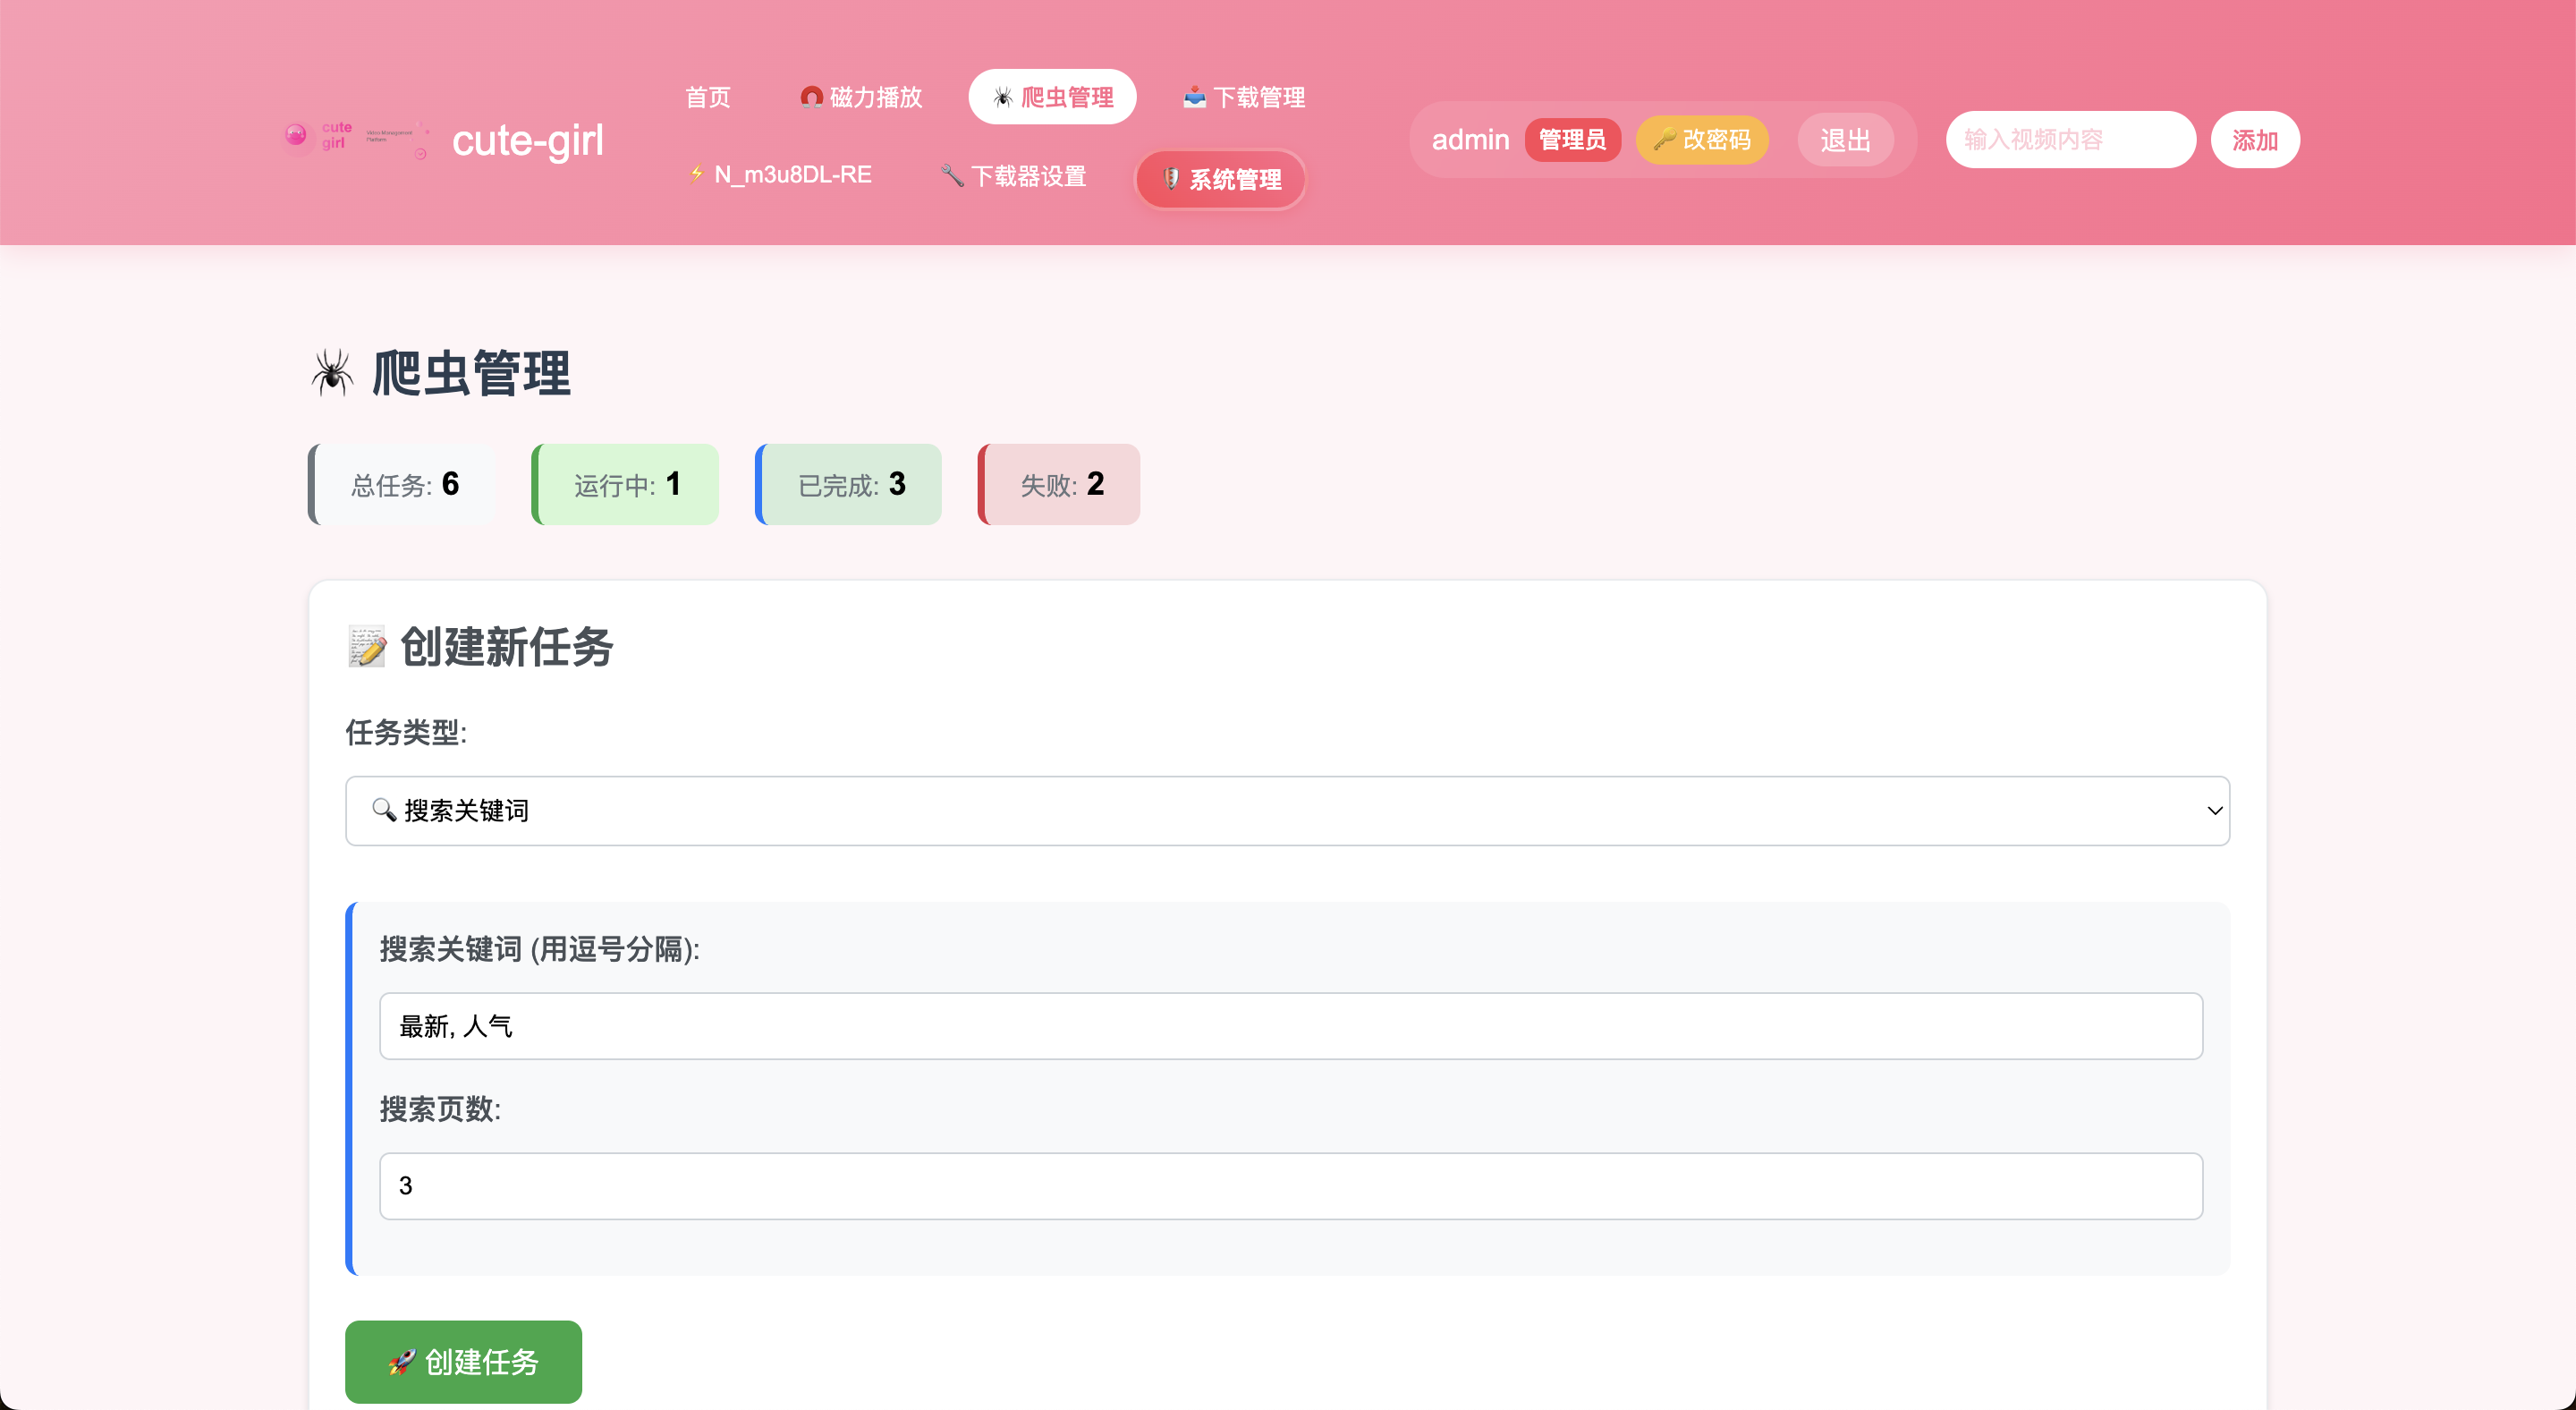 cute girl
Video Management Platform
cute-girl
首页
🧲 磁力播放
🕷 爬虫管理
📥 下载管理
⚡ N_m3u8DL-RE
🔧 下载器设置
🛡 系统管理
admin 管理员 🔑 改密码 退出
输入视频内容 添加
🕷 爬虫管理
总任务: 6
运行中: 1
已完成: 3
失败: 2
📝 创建新任务
任务类型:
🔍 搜索关键词
搜索关键词 (用逗号分隔):
最新, 人气
搜索页数:
3
🚀 创建任务